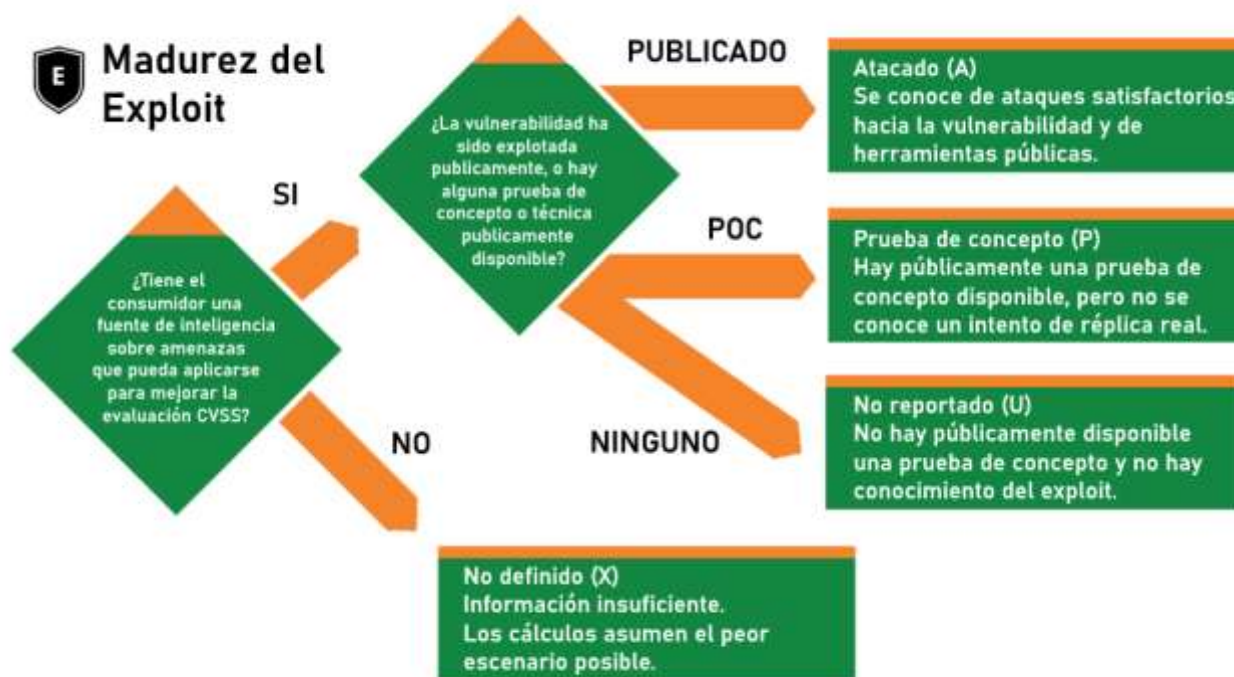 E
Madurez del
Exploit
¿Tiene el
consumidor una
fuente de inteligencia
sobre amenazas
que pueda aplicarse
para mejorar la
evaluación CVSS?
SI
NO
¿La vulnerabilidad ha
sido explotada
publicamente, o hay
alguna prueba de
concepto o técnica
publicamente
disponible?
PUBLICADO
Atacado (A)
Se conoce de ataques satisfactorios
hacia la vulnerabilidad y de
herramientas públicas.
POC
Prueba de concepto (P)
Hay públicamente una prueba de
concepto disponible, pero no se
conoce un intento de réplica real.
NINGUNO
No reportado (U)
No hay públicamente disponible
una prueba de concepto y no hay
conocimiento del exploit.
No definido (X)
Información insuficiente.
Los cálculos asumen el peor
escenario posible.